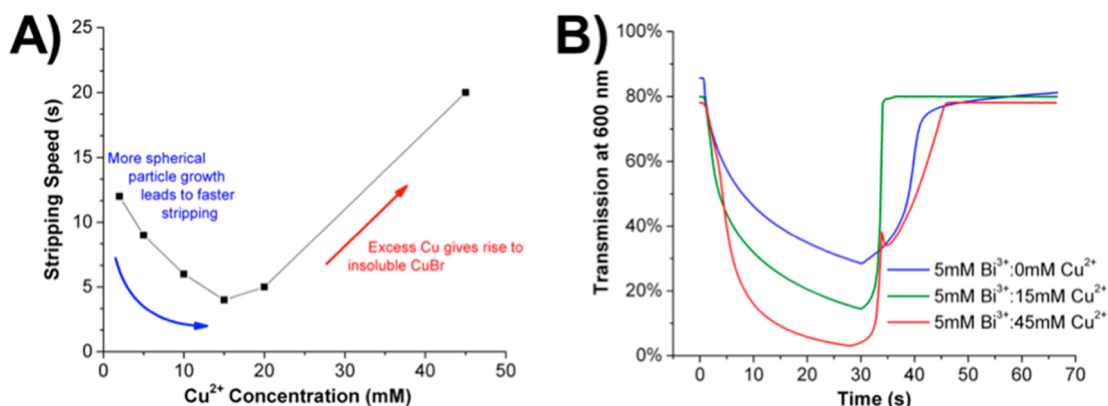 A)
25
20
15
10
5
0
Stripping Speed (s)
More spherical
particle growth
leads to faster
stripping
Excess Cu gives rise to
insoluble CuBr
0 10 20 30 40 50
Cu²⁺ Concentration (mM)
B)
100%
80%
60%
40%
20%
0%
Transmission at 600 nm
5mM Bi³⁺:0mM Cu²⁺
5mM Bi³⁺:15mM Cu²⁺
5mM Bi³⁺:45mM Cu²⁺
0 10 20 30 40 50 60 70
Time (s)